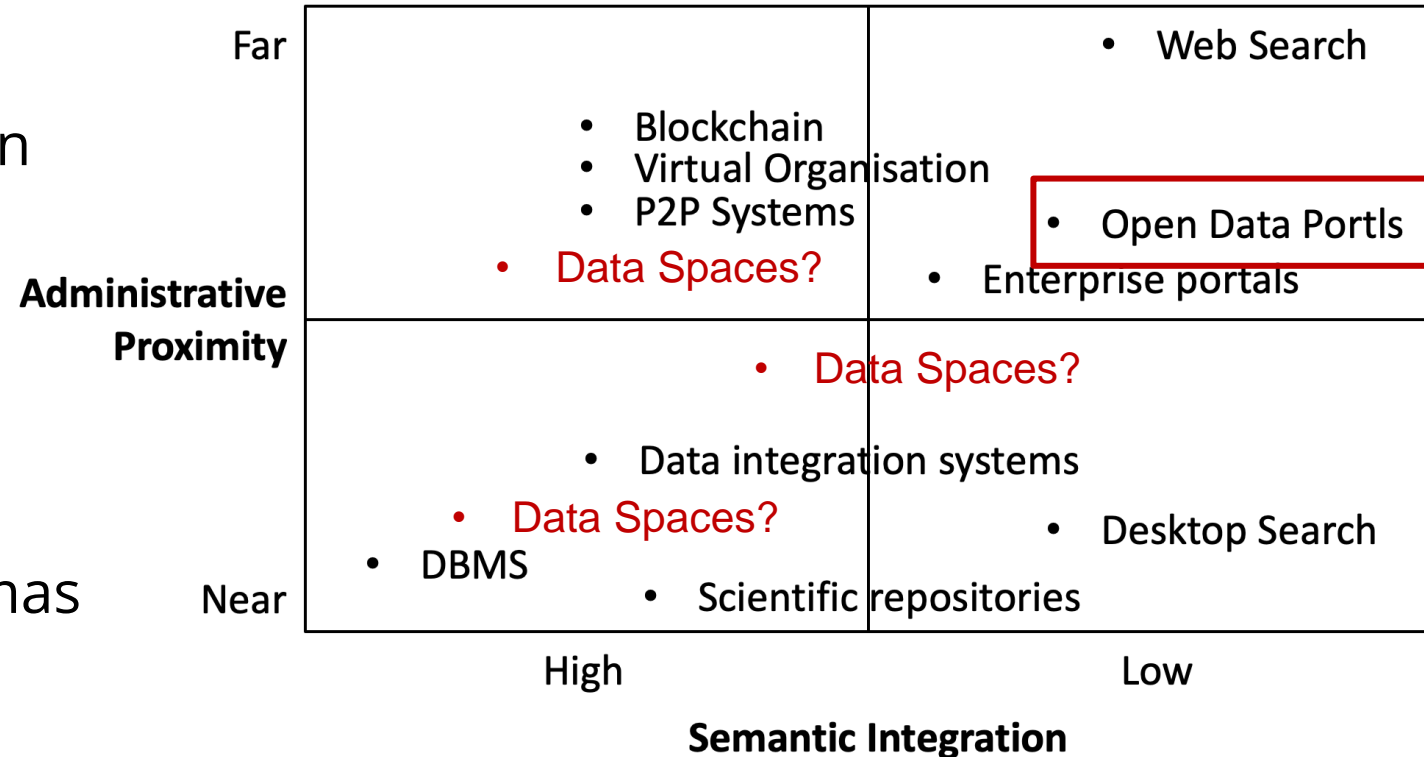 Far
Web Search
n
Blockchain
Virtual Organisation
P2P Systems
Open Data Portls
Data Spaces?
Enterprise portals
Administrative
Proximity
Data Spaces?
Data integration systems
Data Spaces?
Desktop Search
DBMS
nas
Near
Scientific repositories
High
Low
Semantic Integration